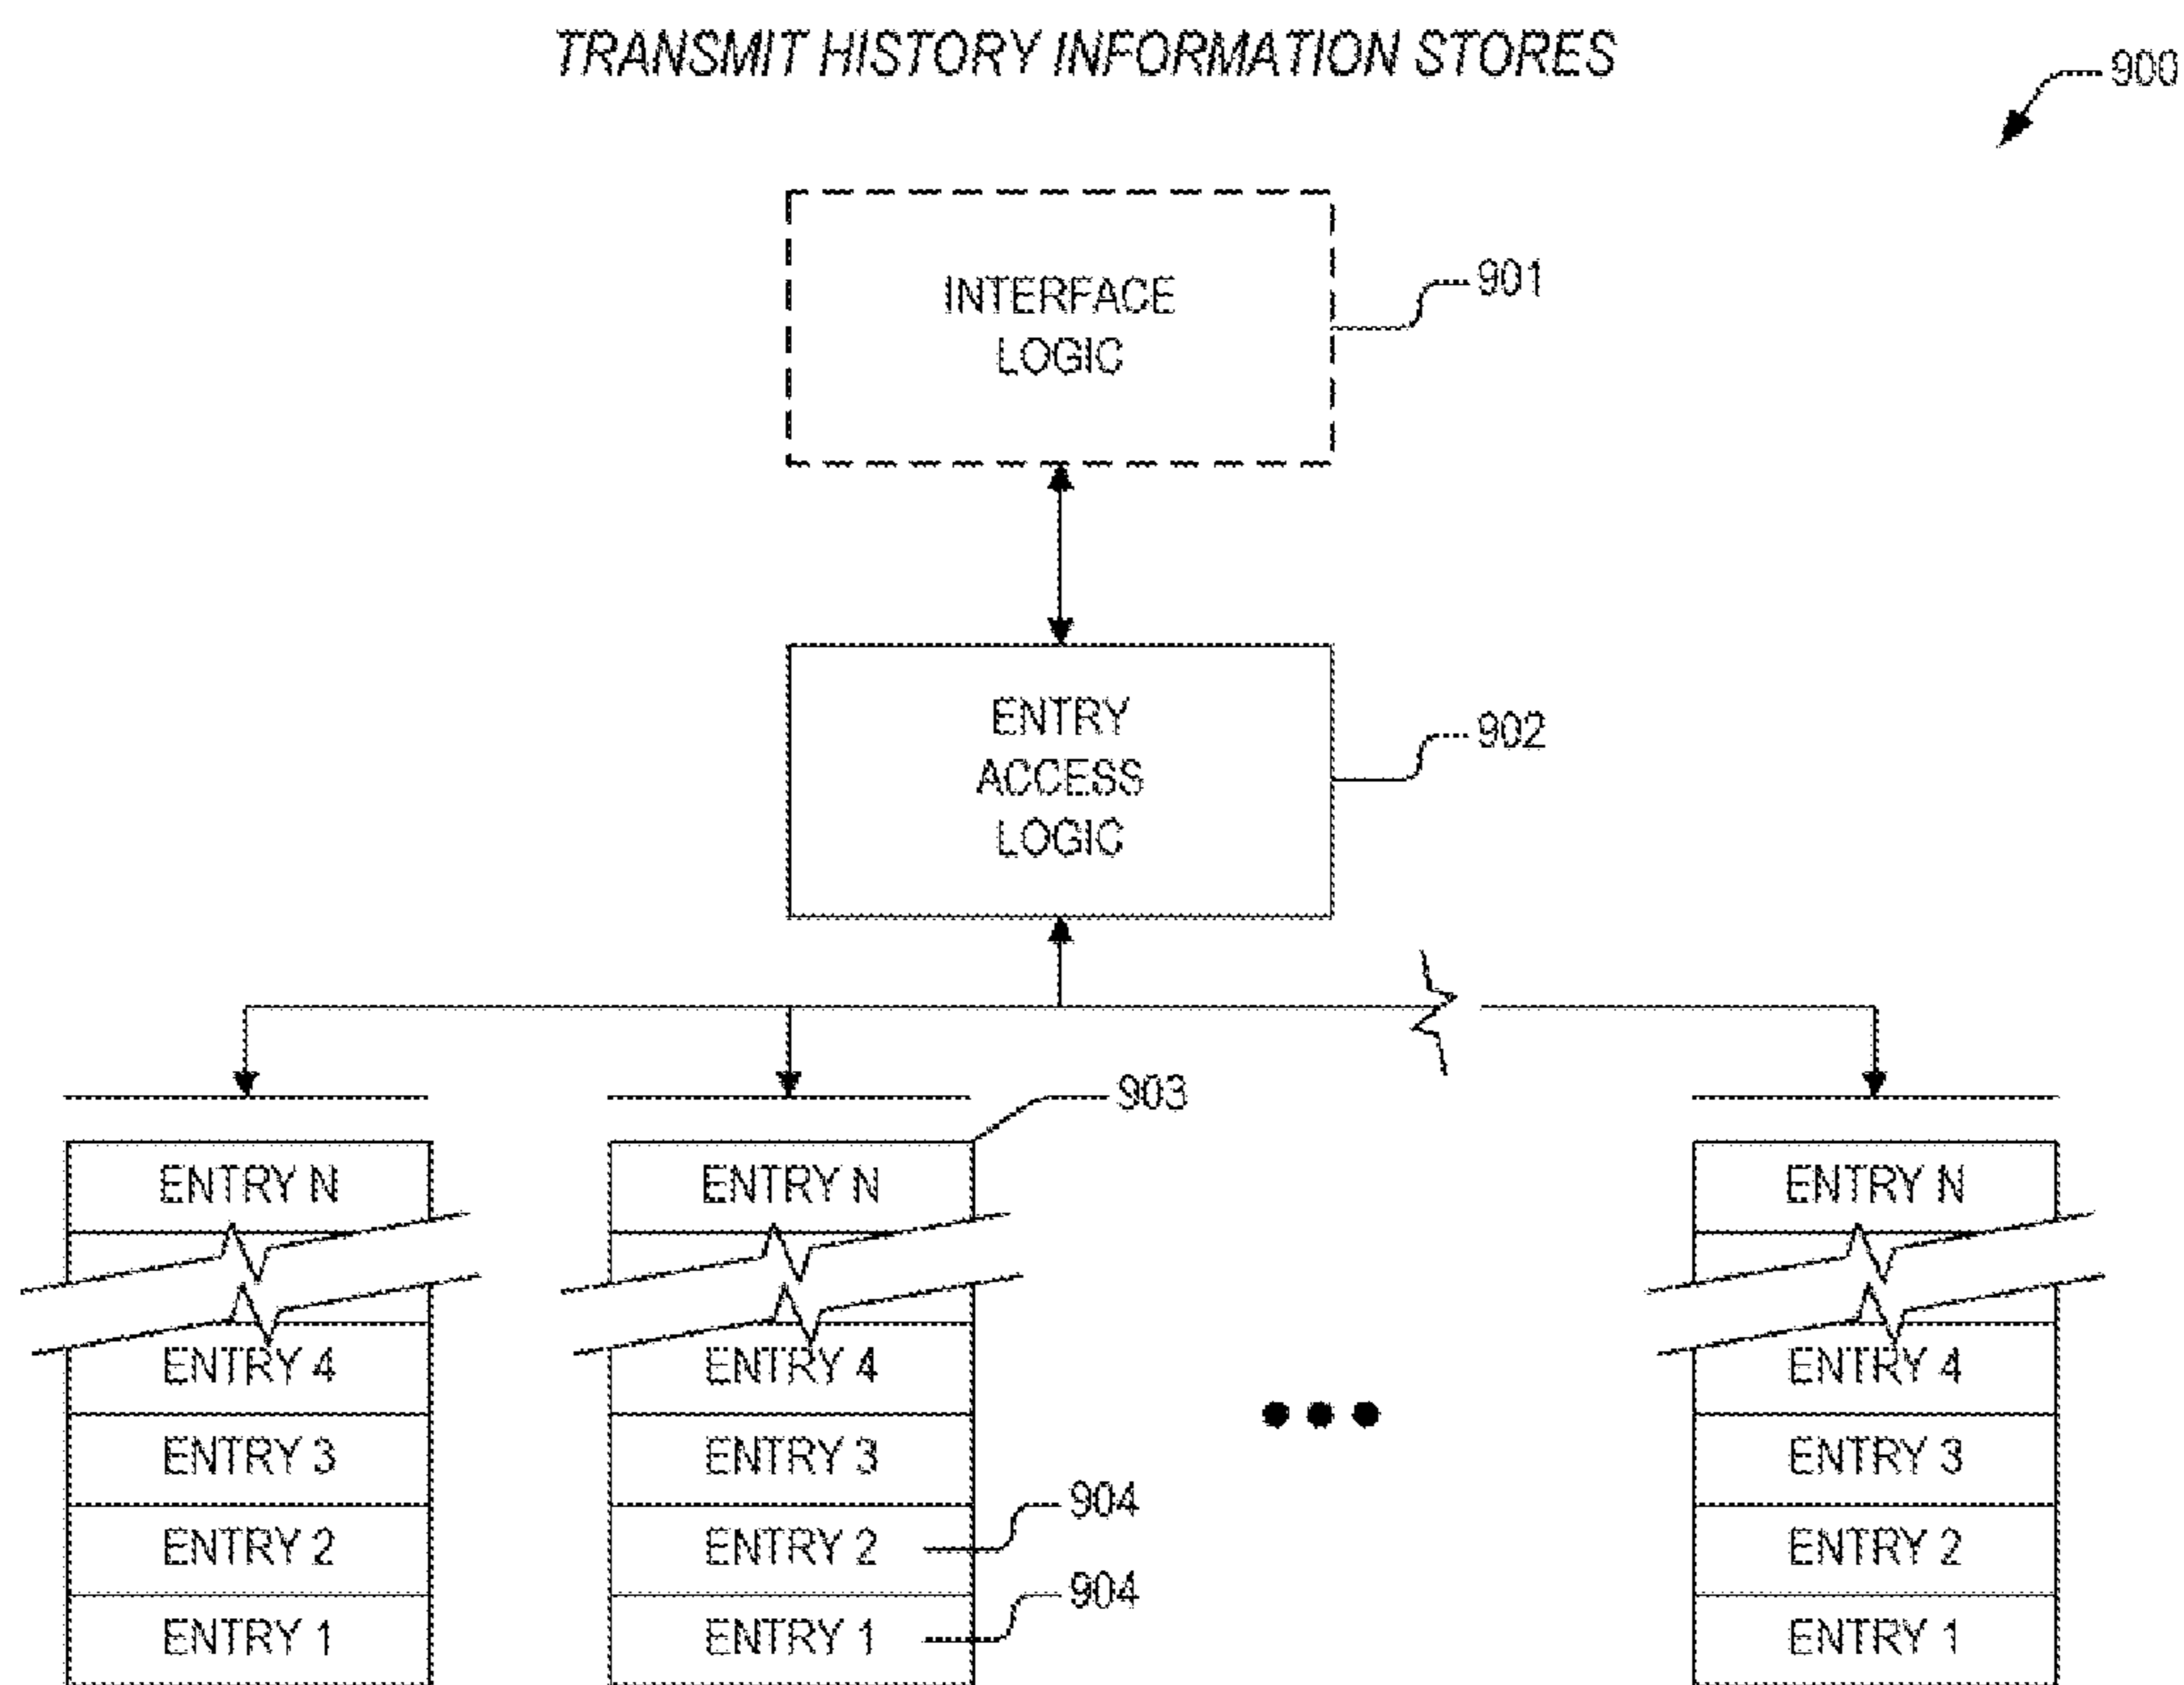 TRANSMIT HISTORY INFORMATION STORES
900
INTERFACE
LOGIC
901
ENTRY
ACCESS
LOGIC
902
903
ENTRY N
ENTRY 4
ENTRY 3
ENTRY 2
ENTRY 1
ENTRY N
ENTRY 4
ENTRY 3
ENTRY 2
904
ENTRY 1
904
ENTRY N
ENTRY 4
ENTRY 3
ENTRY 2
ENTRY 1